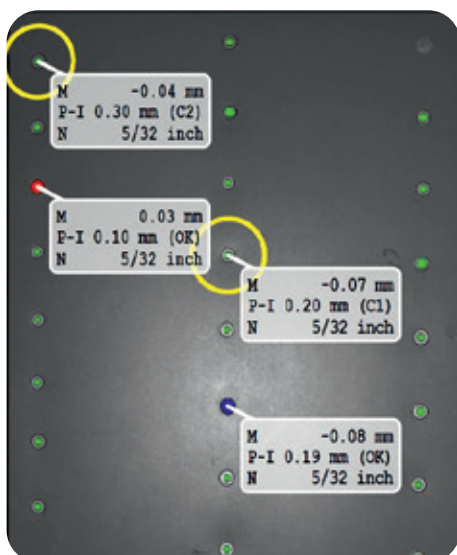 M -0.04 mm
P-I 0.30 mm (C2)
N 5/32 inch
M 0.03 mm
P-I 0.10 mm (OK)
N 5/32 inch
M -0.07 mm
P-I 0.20 mm (C1)
N 5/32 inch
M -0.08 mm
P-I 0.19 mm (OK)
N 5/32 inch